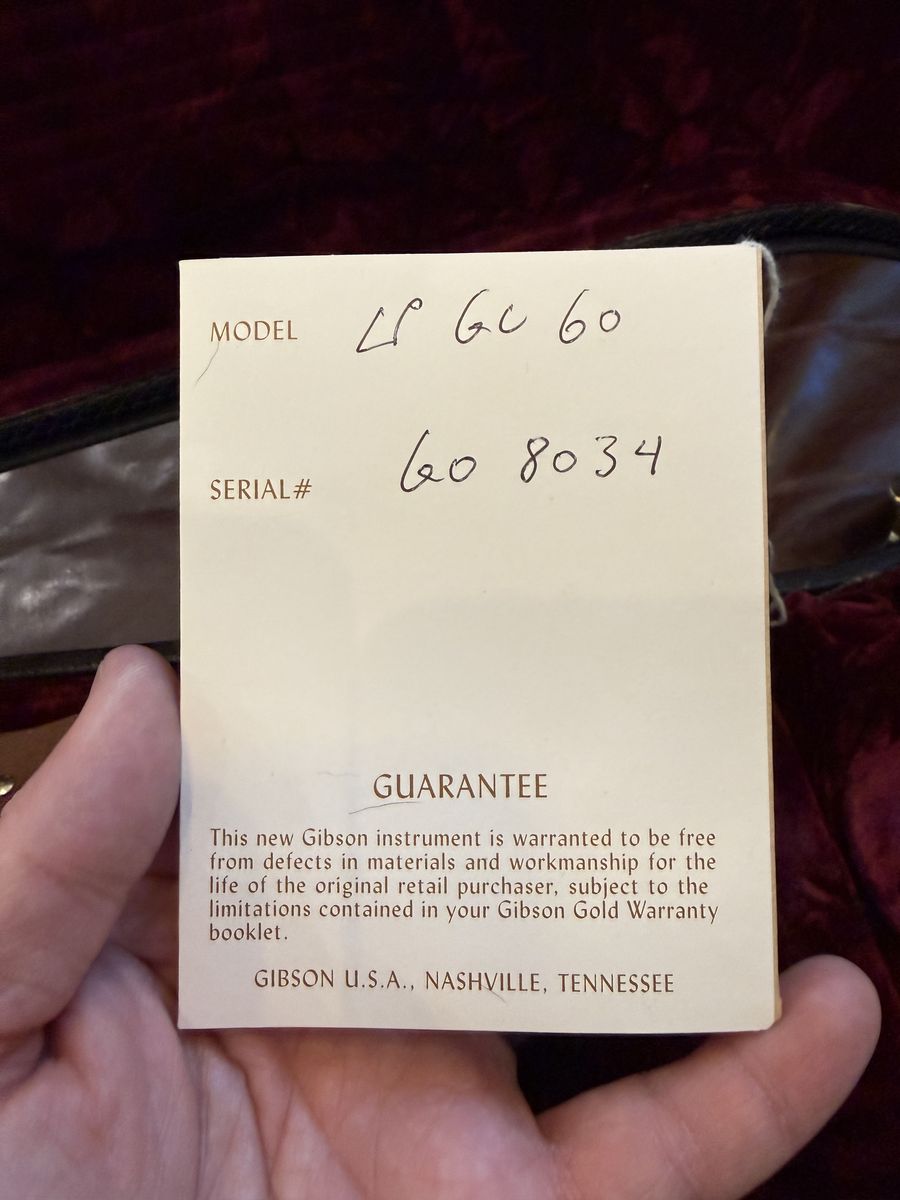 MODEL LP GC 60
SERIAL# G0 8034
GUARANTEE
This new Gibson instrument is warranted to be free
from defects in materials and workmanship for the
life of the original retail purchaser, subject to the
limitations contained in your Gibson Gold Warranty
booklet.
GIBSON U.S.A., NASHVILLE, TENNESSEE